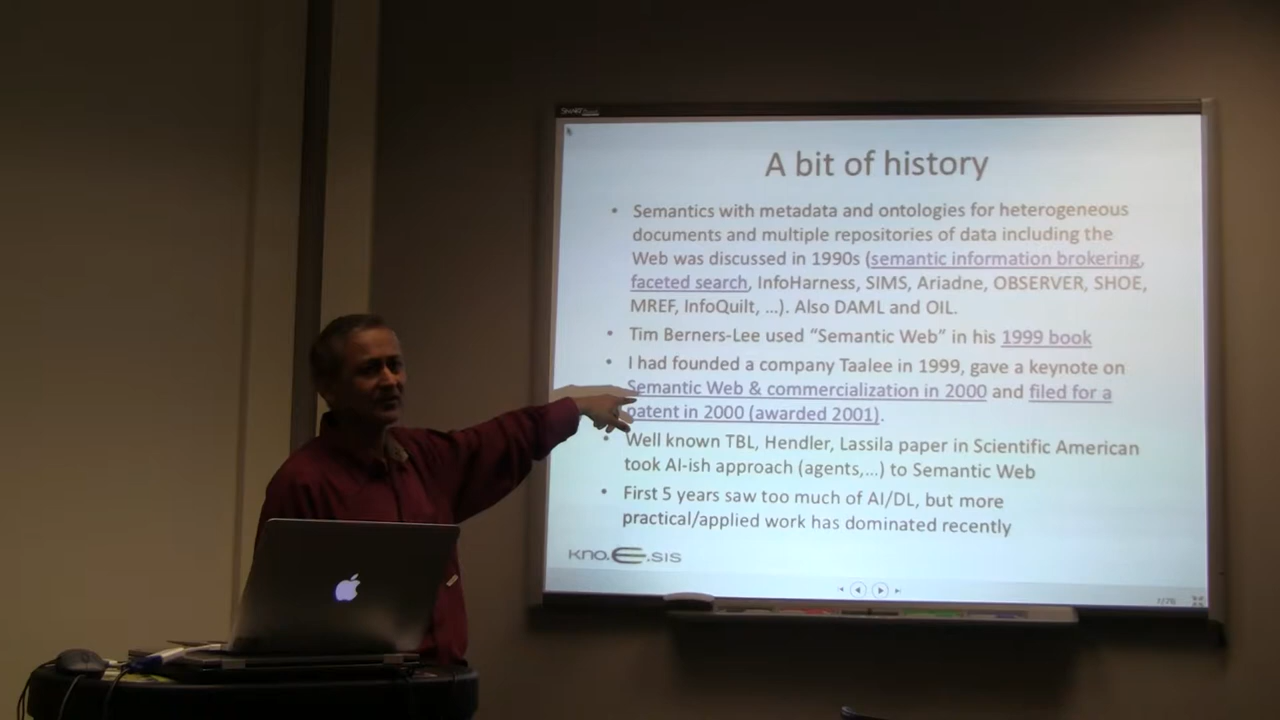 SMART
A bit of history
• Semantics with metadata and ontologies for heterogeneous
documents and multiple repositories of data including the
Web was discussed in 1990s (semantic information brokering,
faceted search, InfoHarness, SIMS, Ariadne, OBSERVER, SHOE,
MREF, InfoQuilt, …). Also DAML and OIL.
• Tim Berners-Lee used “Semantic Web” in his 1999 book
• I had founded a company Taalee in 1999, gave a keynote on
Semantic Web & commercialization in 2000 and filed for a
patent in 2000 (awarded 2001).
• Well known TBL, Hendler, Lassila paper in Scientific American
took AI-ish approach (agents,…) to Semantic Web
• First 5 years saw too much of AI/DL, but more
practical/applied work has dominated recently
kno.e.sis